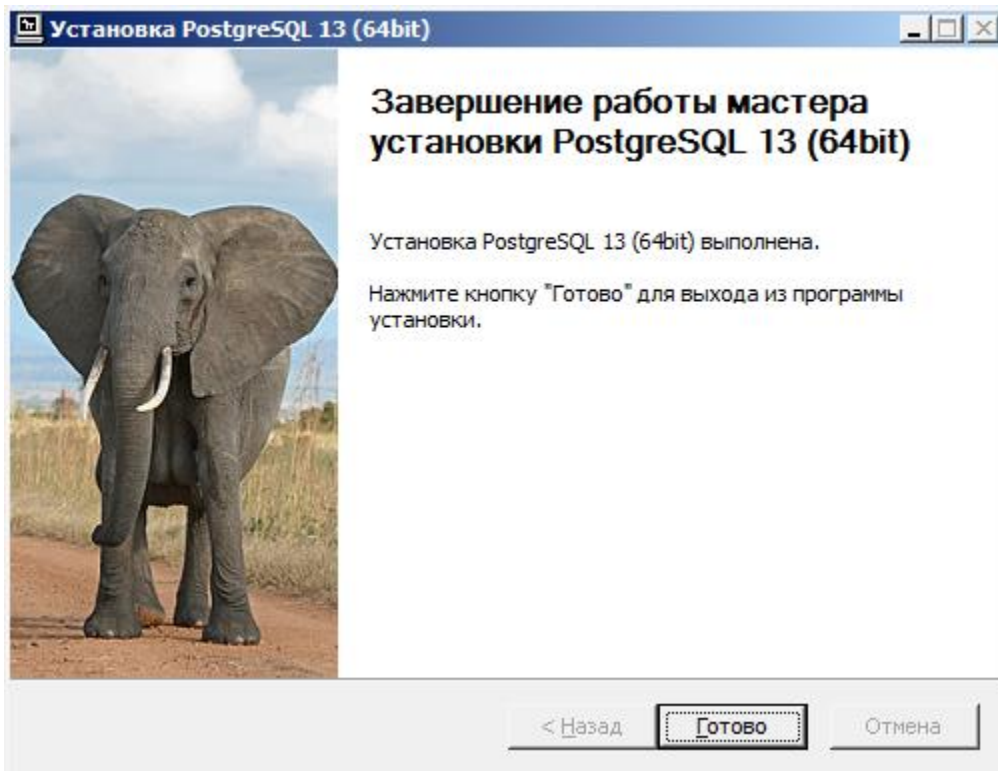 Установка PostgreSQL 13 (64bit)
Завершение работы мастера
установки PostgreSQL 13 (64bit)
Установка PostgreSQL 13 (64bit) выполнена.
Нажмите кнопку "Готово" для выхода из программы
установки.
< Назад
Готово
Отмена